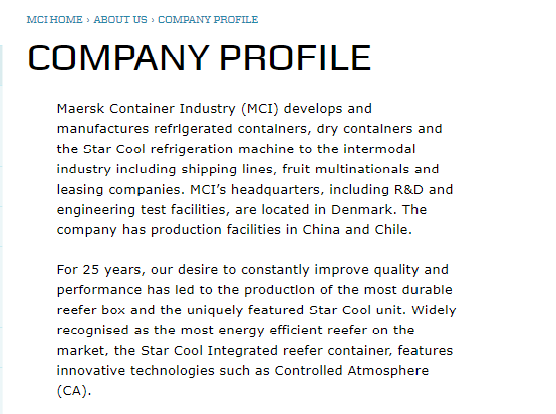 MCI HOME › ABOUT US › COMPANY PROFILE
COMPANY PROFILE
Maersk Container Industry (MCI) develops and
manufactures refrigerated containers, dry containers and
the Star Cool refrigeration machine to the intermodal
industry including shipping lines, fruit multinationals and
leasing companies. MCI’s headquarters, including R&D and
engineering test facilities, are located in Denmark. The
company has production facilities in China and Chile.
For 25 years, our desire to constantly improve quality and
performance has led to the production of the most durable
reefer box and the uniquely featured Star Cool unit. Widely
recognised as the most energy efficient reefer on the
market, the Star Cool Integrated reefer container, features
innovative technologies such as Controlled Atmosphere
(CA).